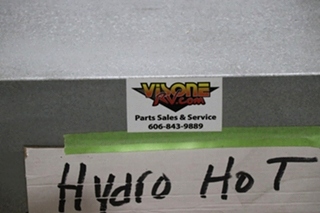 VISONE
RV.com
Parts Sales & Service
606-843-9889
Hydro HoT